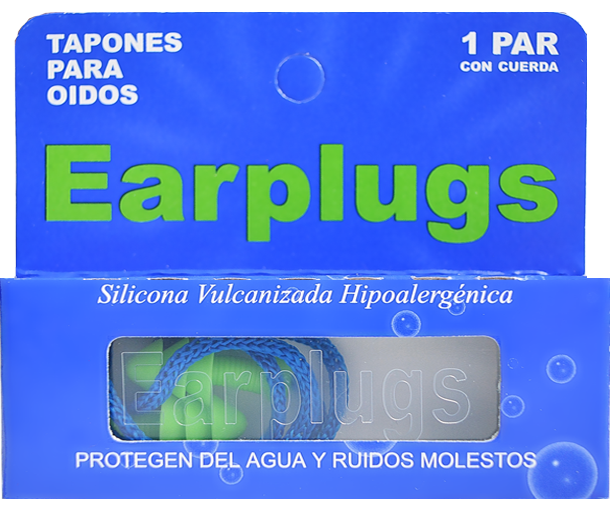 TAPONES
PARA
OIDOS
1 PAR
CON CUERDA
Earplugs
Silicona Vulcanizada Hipoalergénica
Earplugs
PROTEGEN DEL AGUA Y RUIDOS MOLESTOS